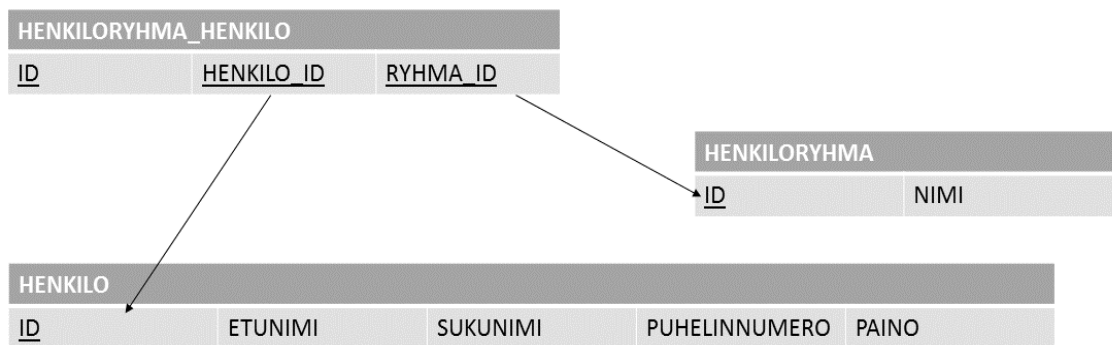 HENKILORYHMA_HENKILO
ID HENKILO_ID RYHMA_ID
HENKILORYHMA
ID NIMI
HENKILO
ID ETUNIMI SUKUNIMI PUHELINNUMERO PAINO